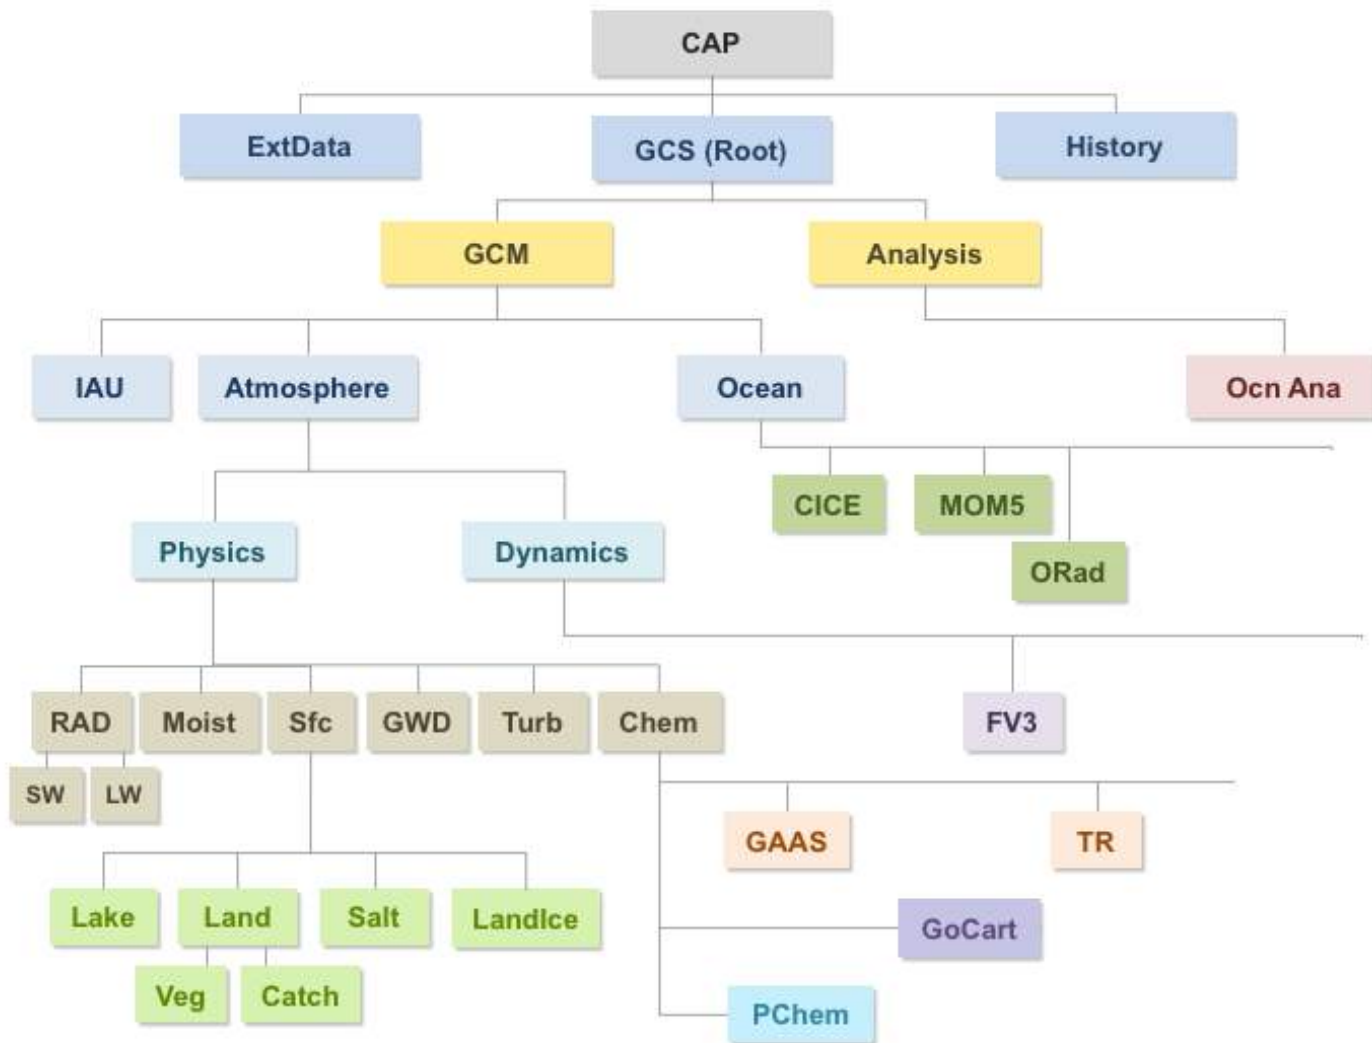 CAP
ExtData
GCS (Root)
History
GCM
Analysis
IAU
Atmosphere
Ocean
Ocn Ana
CICE
MOM5
ORad
Physics
Dynamics
RAD
Moist
Sfc
GWD
Turb
Chem
FV3
SW
LW
GAAS
TR
Lake
Land
Salt
LandIce
GoCart
Veg
Catch
PChem